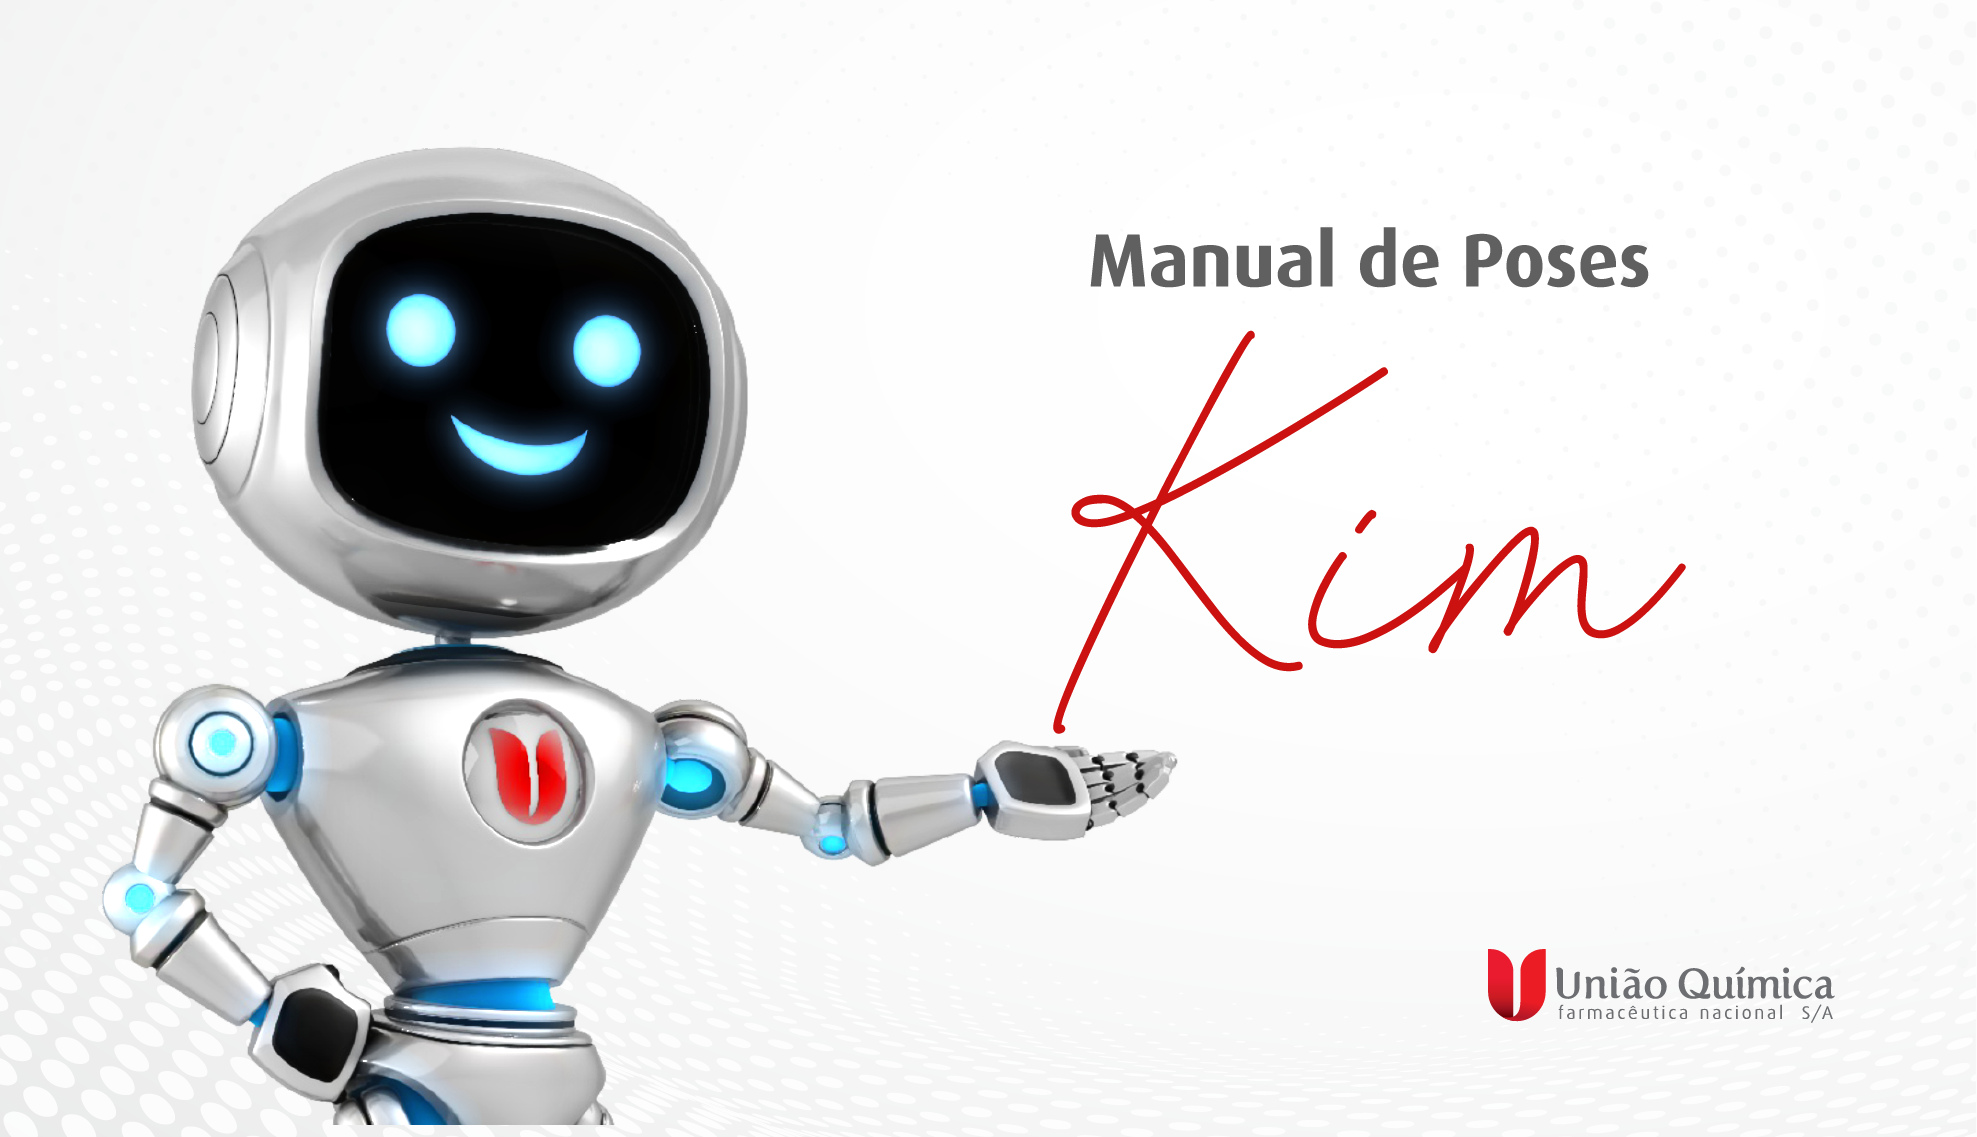 Manual de Poses
Kim
União Química
farmacêutica nacional S/A